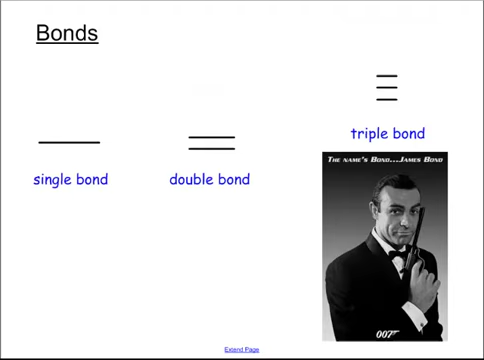 Bonds
triple bond
single bond
double bond
THE NAME'S BOND...JAMES BOND
007
Extend Page